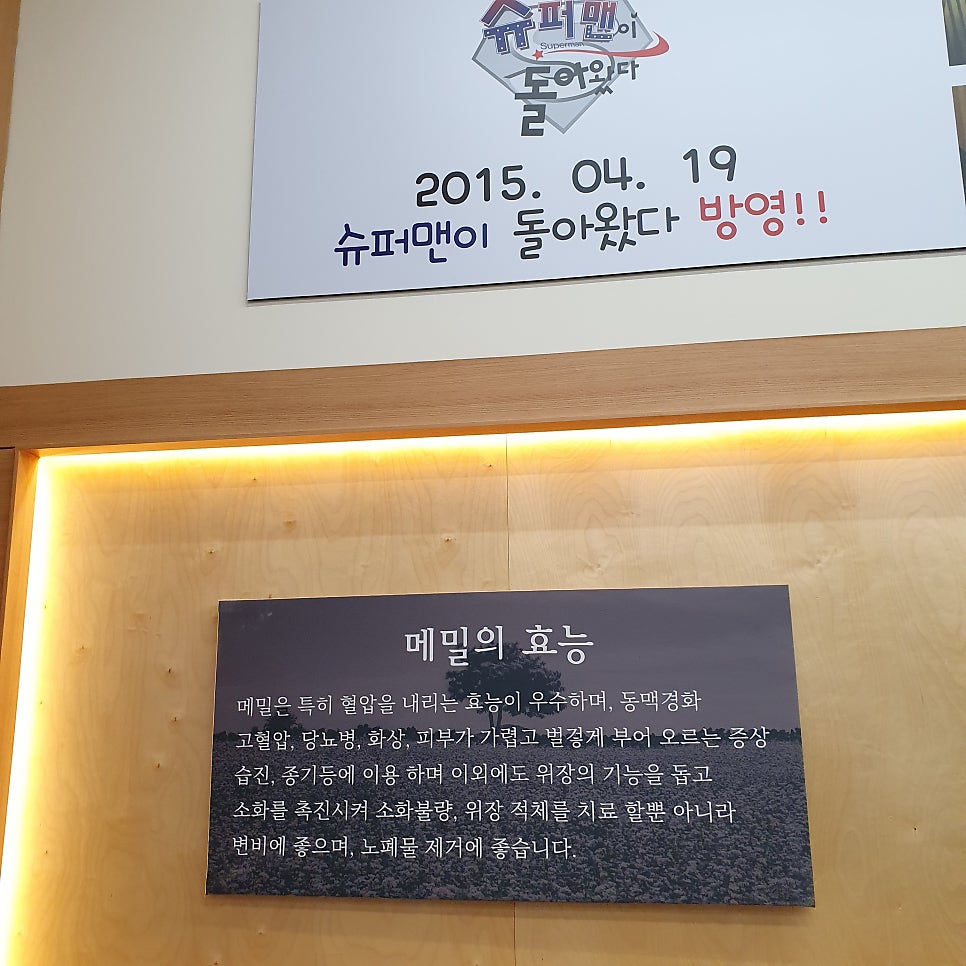 슈퍼맨이
Superman
돌아왔다
2015. 04. 19
슈퍼맨이 돌아왔다 방영!!
메밀의 효능
메밀은 특히 혈압을 내리는 효능이 우수하며, 동맥경화
고혈압, 당뇨병, 화상, 피부가 가렵고 벌겋게 부어 오르는 증상
습진, 종기등에 이용 하며 이외에도 위장의 기능을 돕고
소화를 촉진시켜 소화불량, 위장 적체를 치료 할뿐 아니라
변비에 좋으며, 노폐물 제거에 좋습니다.